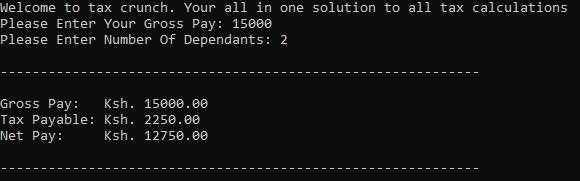 Welcome to tax crunch. Your all in one solution to all tax calculations
Please Enter Your Gross Pay: 15000
Please Enter Number Of Dependants: 2
------------------------------------------------------------
Gross Pay:   Ksh. 15000.00
Tax Payable: Ksh. 2250.00
Net Pay:     Ksh. 12750.00
------------------------------------------------------------